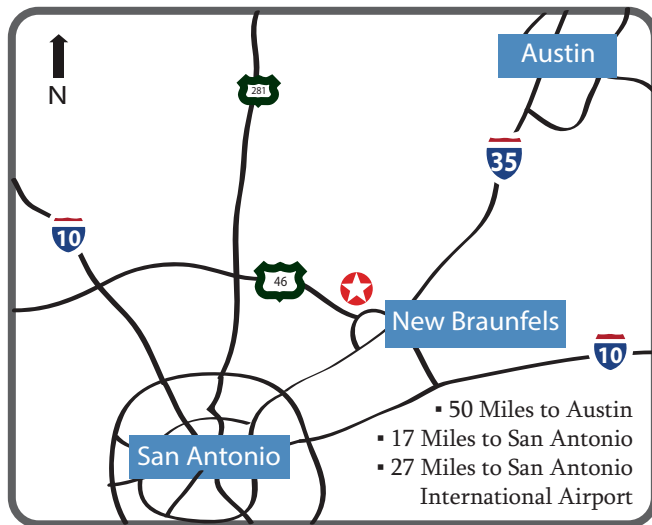 Austin
N
281
35
10
46
New Braunfels
10
▪ 50 Miles to Austin
▪ 17 Miles to San Antonio
▪ 27 Miles to San Antonio
International Airport
San Antonio